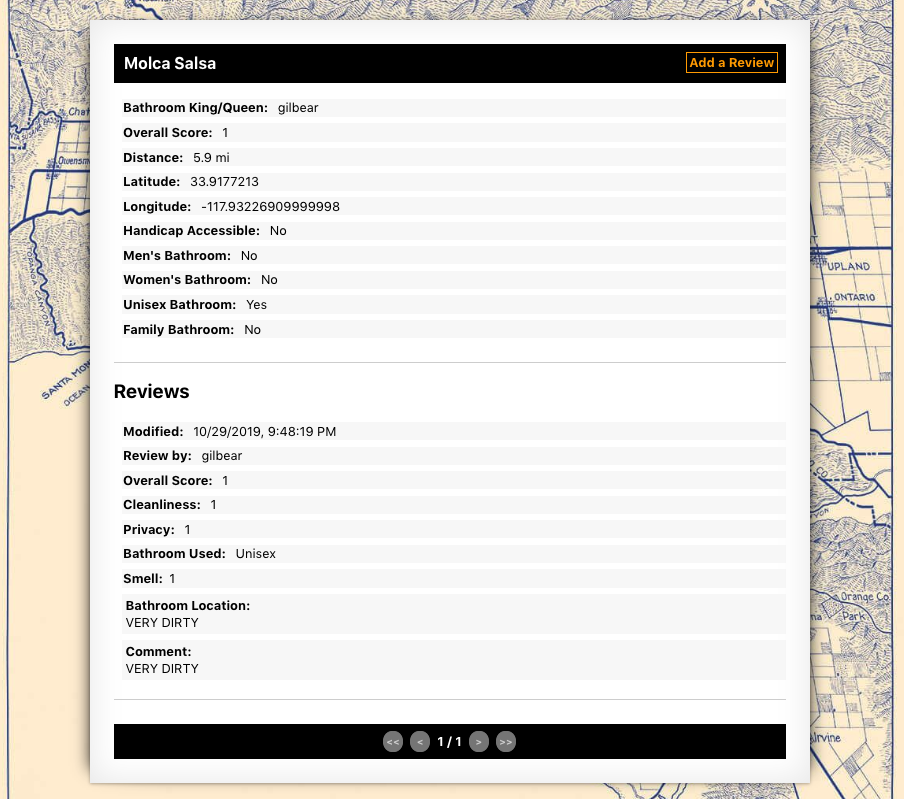 Molca Salsa
Add a Review
Bathroom King/Queen: gilbear
Overall Score: 1
Distance: 5.9 mi
Latitude: 33.9177213
Longitude: -117.93226909999998
Handicap Accessible: No
Men's Bathroom: No
Women's Bathroom: No
Unisex Bathroom: Yes
Family Bathroom: No
Reviews
Modified: 10/29/2019, 9:48:19 PM
Review by: gilbear
Overall Score: 1
Cleanliness: 1
Privacy: 1
Bathroom Used: Unisex
Smell: 1
Bathroom Location:
VERY DIRTY
Comment:
VERY DIRTY
<< < 1 / 1 > >>
Chat
Owensm
SANTA MON
OCEAN
UPLAND
ONTARIO
Orange Co.
Park
Irvine